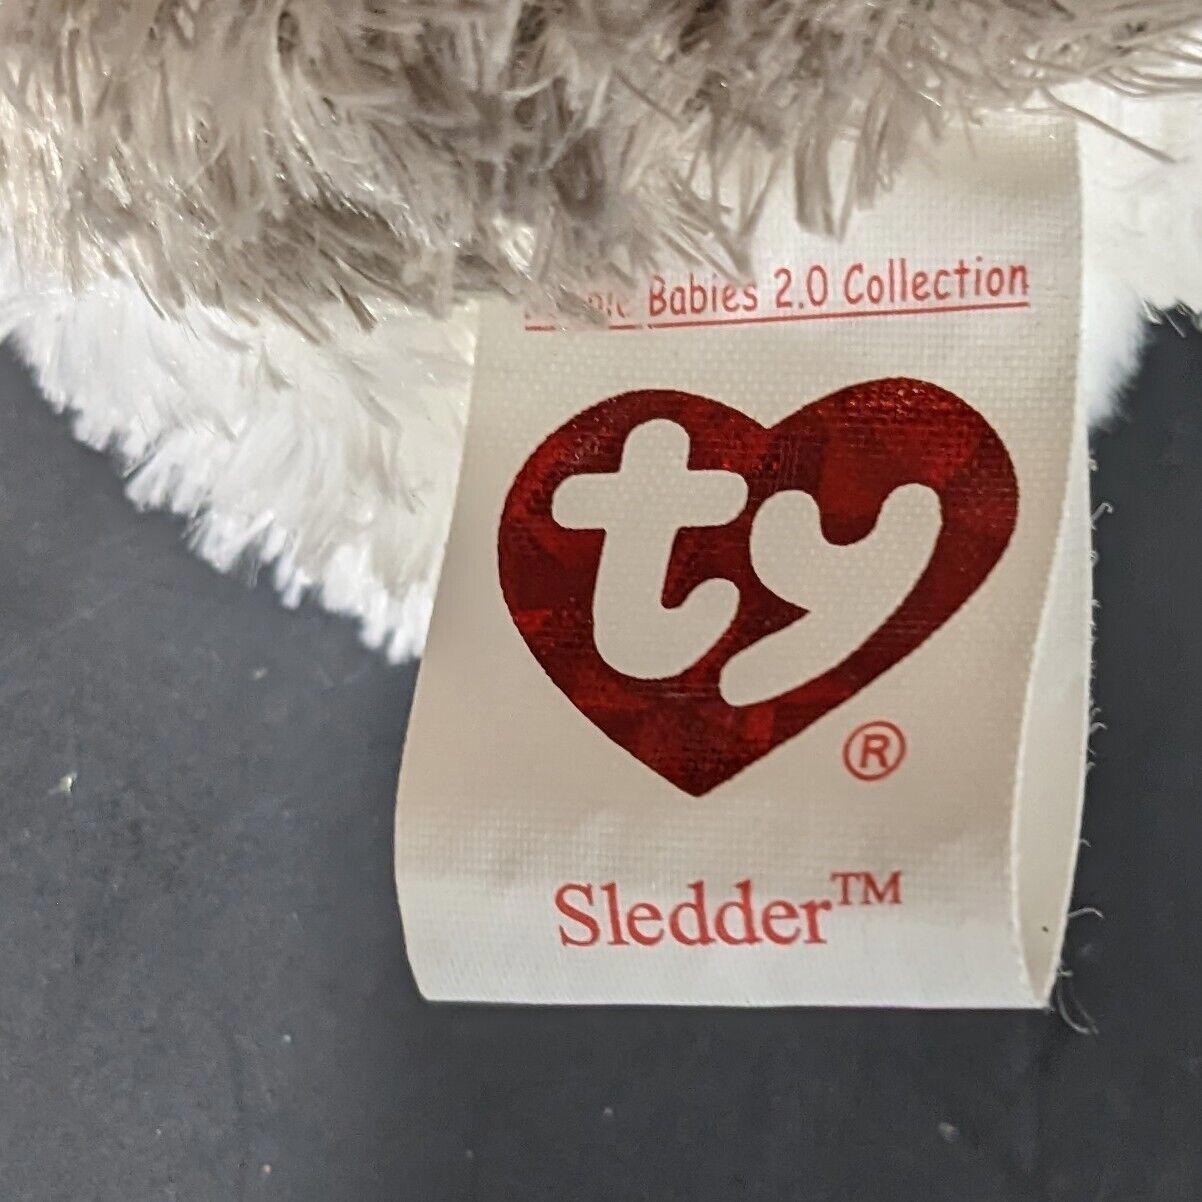 Babies 2.0 Collection
ty
®
Sledder™